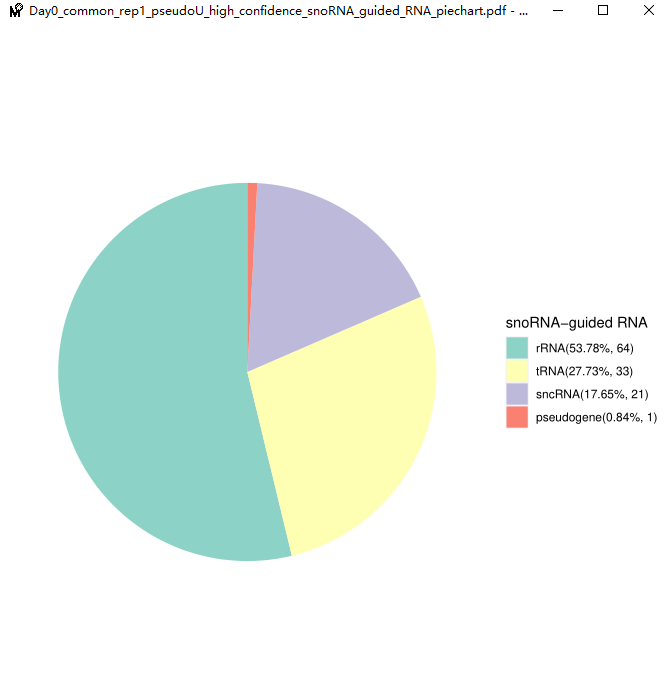 Day0_common_rep1_pseudoU_high_confidence_snoRNA_guided_RNA_piechart.pdf - ...
snoRNA−guided RNA
rRNA(53.78%, 64)
tRNA(27.73%, 33)
sncRNA(17.65%, 21)
pseudogene(0.84%, 1)